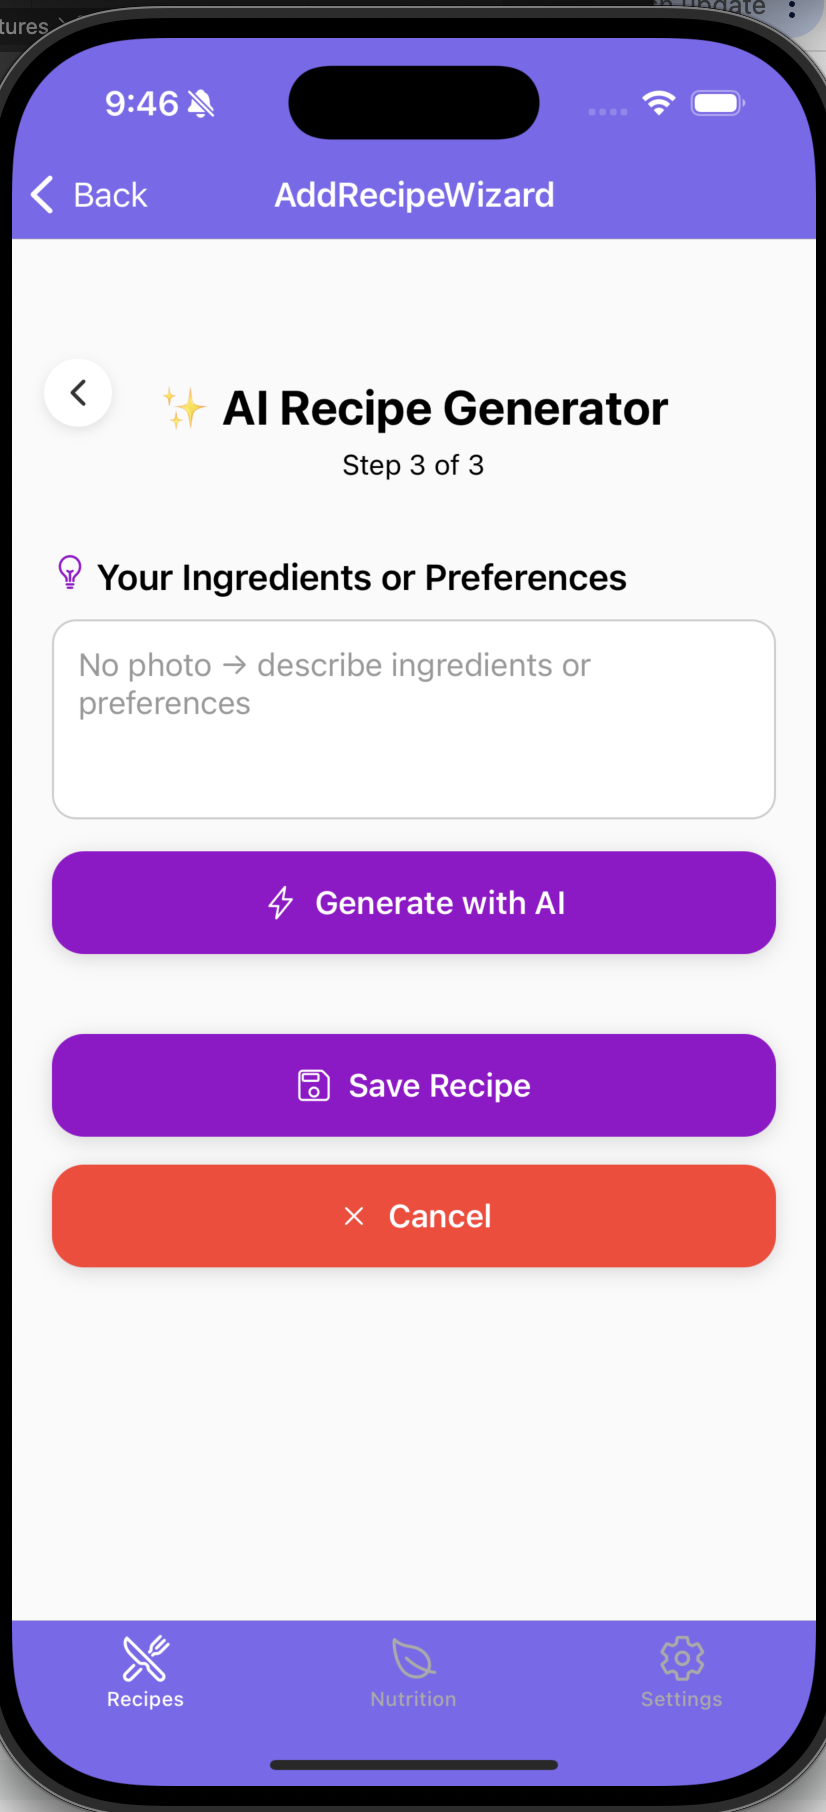 tures
Update
9:46
Back
AddRecipeWizard
✨ AI Recipe Generator
Step 3 of 3
Your Ingredients or Preferences
No photo → describe ingredients or
preferences
Generate with AI
Save Recipe
Cancel
Recipes
Nutrition
Settings